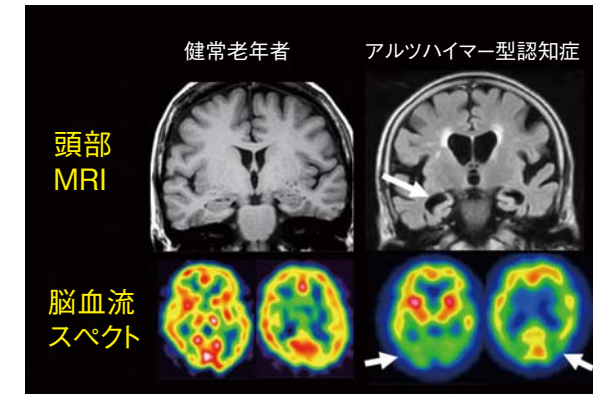 健常老年者
アルツハイマー型認知症
頭部
MRI
脳血流
スペクト